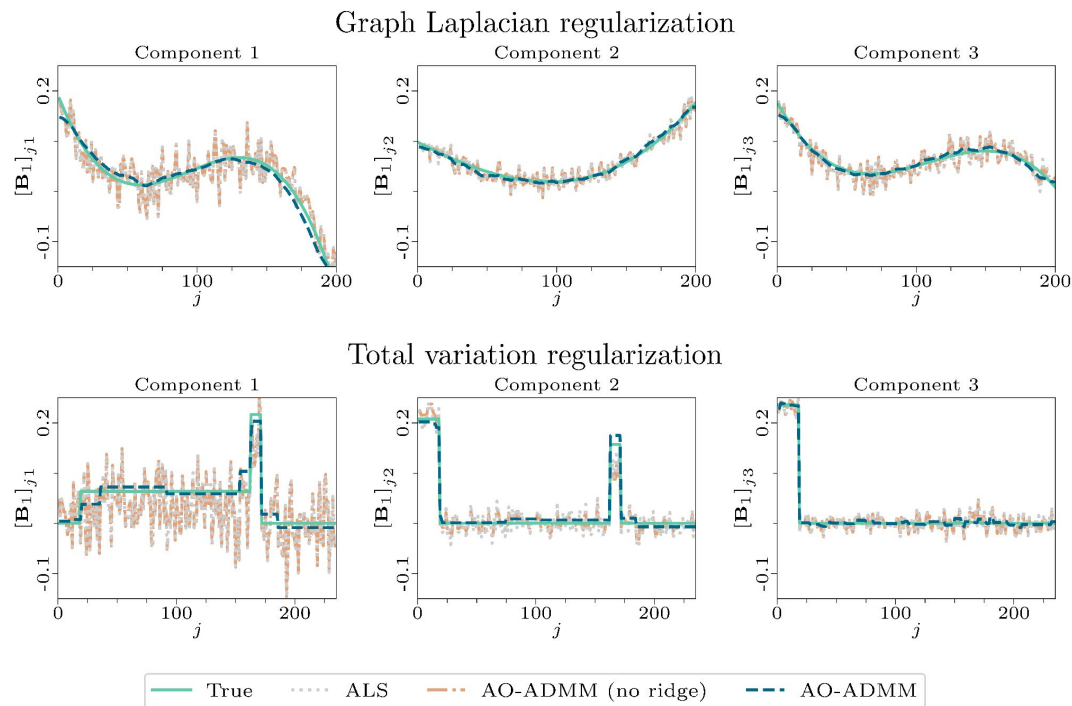 Graph Laplacian regularization
Component 1
Component 2
Component 3
[B₁]ⱼ₁
0.2
-0.1
0
100
200
j
[B₁]ⱼ₂
0.2
-0.1
0
100
200
j
[B₁]ⱼ₃
0.2
-0.1
0
100
200
j
Total variation regularization
Component 1
Component 2
Component 3
[B₁]ⱼ₁
0.2
-0.1
0
100
200
j
[B₁]ⱼ₂
0.2
-0.1
0
100
200
j
[B₁]ⱼ₃
0.2
-0.1
0
100
200
j
True ALS AO-ADMM (no ridge) AO-ADMM